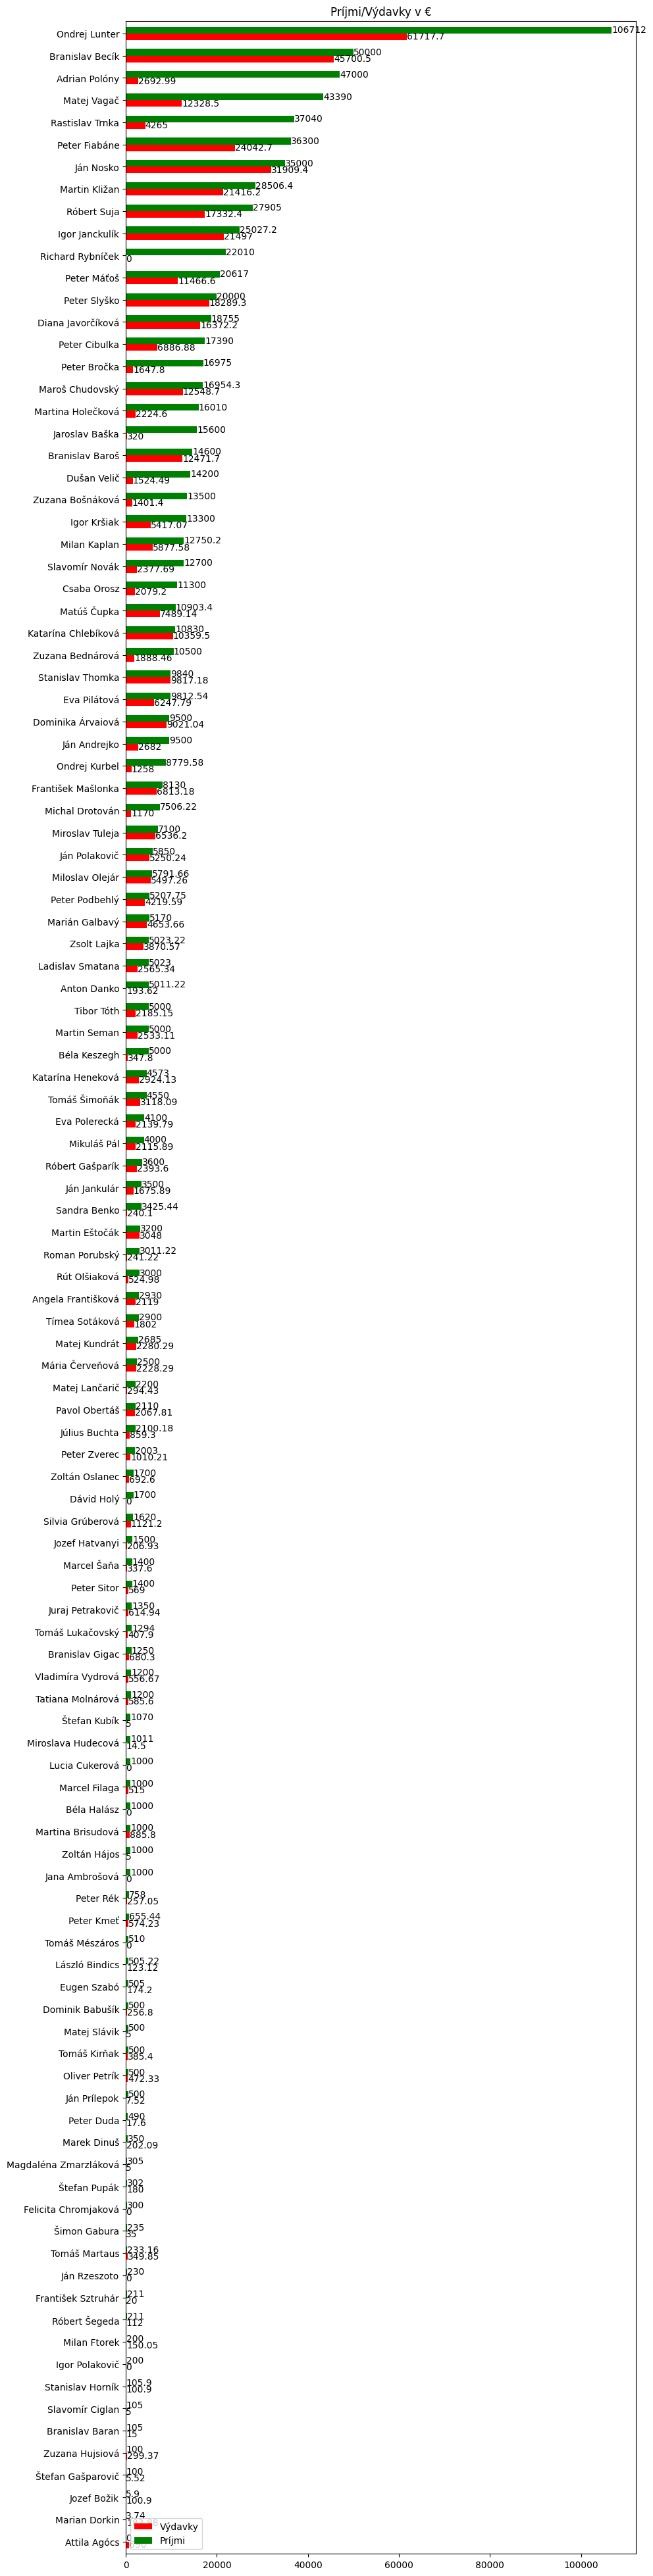 Príjmi/Výdavky v €
Ondrej Lunter 106712 61717.7
Branislav Becík 50000 45700.5
Adrian Polóny 47000 2692.99
Matej Vagač 43390 12328.5
Rastislav Trnka 37040 4265
Peter Fiabáne 36300 24042.7
Ján Nosko 35000 31909.4
Martin Kližan 28506.4 21416.2
Róbert Suja 27905 17332.4
Igor Janckulík 25027.2 21497
Richard Rybníček 22010 0
Peter Máťoš 20617 11466.6
Peter Slyško 20000 18289.3
Diana Javorčíková 18755 16372.2
Peter Cibulka 17390 6886.88
Peter Bročka 16975 1647.8
Maroš Chudovský 16954.3 12548.7
Martina Holečková 16010 2224.6
Jaroslav Baška 15600 320
Branislav Baroš 14600 12471.7
Dušan Velič 14200 1524.49
Zuzana Bošnáková 13500 1401.4
Igor Kršiak 13300 5417.07
Milan Kaplan 12750.2 5877.58
Slavomír Novák 12700 2377.69
Csaba Orosz 11300 2079.2
Matúš Čupka 10903.4 7489.14
Katarína Chlebíková 10830 10359.5
Zuzana Bednárová 10500 1888.46
Stanislav Thomka 9840 9817.18
Eva Pilátová 9812.54 6247.79
Dominika Árvaiová 9500 9021.04
Ján Andrejko 9500 2682
Ondrej Kurbel 8779.58 1258
František Mašlonka 8130 6813.18
Michal Drotován 7506.22 1170
Miroslav Tuleja 7100 6536.2
Ján Polakovič 5850 5250.24
Miloslav Olejár 5791.66 5497.26
Peter Podbehlý 5207.75 4219.59
Marián Galbavý 5170 4653.66
Zsolt Lajka 5023.22 3870.57
Ladislav Smatana 5023 2565.34
Anton Danko 5011.22 193.62
Tibor Tóth 5000 2185.15
Martin Seman 5000 2533.11
Béla Keszegh 5000 347.8
Katarína Heneková 4573 2924.13
Tomáš Šimoňák 4550 3118.09
Eva Polerecká 4100 2139.79
Mikuláš Pál 4000 2115.89
Róbert Gašparík 3600 2393.6
Ján Jankulár 3500 1675.89
Sandra Benko 3425.44 240.1
Martin Eštočák 3200 3048
Roman Porubský 3011.22 241.22
Rút Olšiaková 3000 524.98
Angela Františková 2930 2119
Tímea Sotáková 2900 1802
Matej Kundrát 2685 2280.29
Mária Červeňová 2500 2228.29
Matej Lančarič 2200 294.43
Pavol Obertáš 2110 2067.81
Július Buchta 2100.18 859.3
Peter Zverec 2003 1010.21
Zoltán Oslanec 1700 692.6
Dávid Holý 1700 0
Silvia Grúberová 1620 1121.2
Jozef Hatvanyi 1500 206.93
Marcel Šaňa 1400 337.6
Peter Sitor 1400 569
Juraj Petrakovič 1350 614.94
Tomáš Lukačovský 1294 407.9
Branislav Gigac 1250 680.3
Vladimíra Vydrová 1200 556.67
Tatiana Molnárová 1200 585.6
Štefan Kubík 1070 5
Miroslava Hudecová 1011 14.5
Lucia Cukerová 1000 0
Marcel Filaga 1000 515
Béla Halász 1000 0
Martina Brisudová 1000 885.8
Zoltán Hájos 1000 5
Jana Ambrošová 1000 0
Peter Rék 758 257.05
Peter Kmeť 655.44 574.23
Tomáš Mészáros 510 0
László Bindics 505.22 123.12
Eugen Szabó 505 174.2
Dominik Babušík 500 256.8
Matej Slávik 500 5
Tomáš Kirňak 500 385.4
Oliver Petrík 500 472.33
Ján Prílepok 500 7.52
Peter Duda 490 17.6
Marek Dinuš 350 202.09
Magdaléna Zmarzláková 305 5
Štefan Pupák 302 180
Felicita Chromjaková 300 0
Šimon Gabura 235 35
Tomáš Martaus 233.16 349.85
Ján Rzeszoto 230 0
František Sztruhár 211 20
Róbert Šegeda 211 112
Milan Ftorek 200 150.05
Igor Polakovič 200 0
Stanislav Horník 105.9 100.9
Slavomír Ciglan 105 5
Branislav Baran 105 15
Zuzana Hujsiová 100 299.37
Štefan Gašparovič 100 5.52
Jozef Božik 5.9 100.9
Marian Dorkin 3.74
Attila Agócs
Výdavky
Príjmi
0 20000 40000 60000 80000 100000